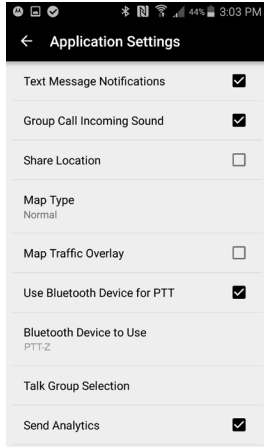 44% 3:03 PM
Application Settings
Text Message Notifications
Group Call Incoming Sound
Share Location
Map Type
Normal
Map Traffic Overlay
Use Bluetooth Device for PTT
Bluetooth Device to Use
PTT-Z
Talk Group Selection
Send Analytics